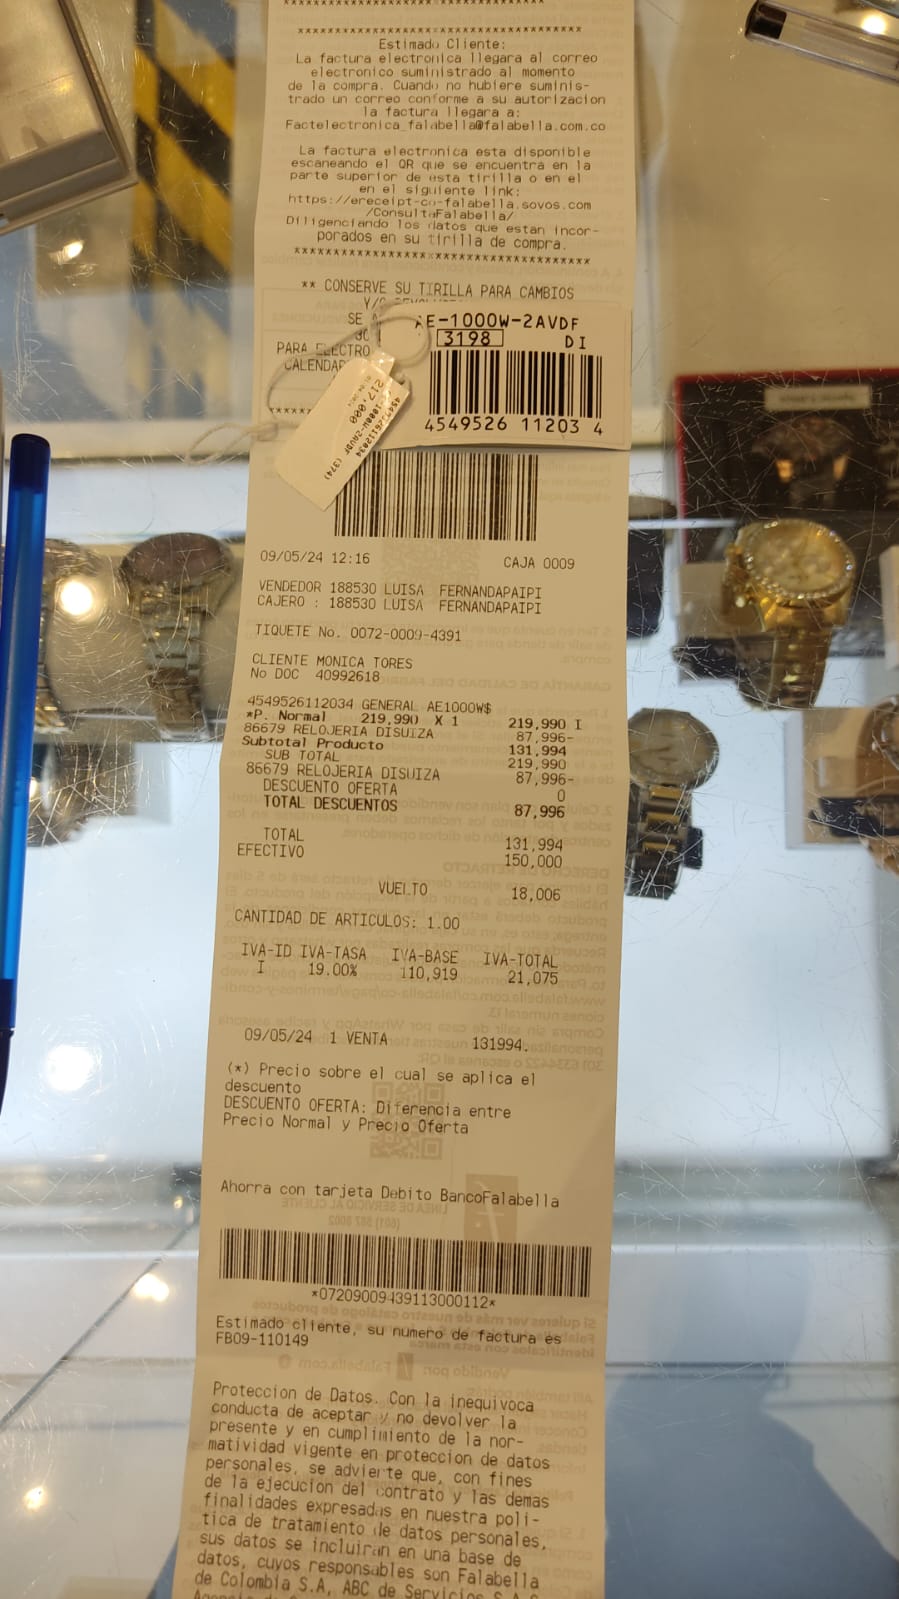 Estimado Cliente:
La factura electronica llegara al correo
electronico suministrado al momento
de la compra. Cuando no hubiere suminis-
trado un correo conforme a su autorizacion
la factura llegara a:
Factelectronica_falabella@falabella.com.co
La factura electronica esta disponible
escaneando el QR que se encuentra en la
parte superior de esta tirilla o en el
en el siguiente link:
https://ereceipt-co-falabella.sovos.com
/ConsultaFalabella/
Diligenciando los datos que estan incor-
porados en su tirilla de compra.
** CONSERVE SU TIRILLA PARA CAMBIOS
Y/O
SE
PARA ELECTRO
CALENDAR
AE-1000W-2AVDF
3198 DI
4549526 11203 4
217.000
4549526112034
1000W-2AVDF (374)
09/05/24 12:16 CAJA 0009
VENDEDOR 188530 LUISA FERNANDAPAIPI
CAJERO : 188530 LUISA FERNANDAPAIPI
TIQUETE No. 0072-0009-4391
CLIENTE MONICA TORES
No DOC 40992618
4549526112034 GENERAL AE1000W$
*P. Normal 219,990 X 1 219,990 I
86679 RELOJERIA DISUIZA 87,996-
Subtotal Producto 131,994
SUB TOTAL 219,990
86679 RELOJERIA DISUIZA 87,996-
DESCUENTO OFERTA 0
TOTAL DESCUENTOS 87,996
TOTAL 131,994
EFECTIVO 150,000
VUELTO 18,006
CANTIDAD DE ARTICULOS: 1.00
IVA-ID IVA-TASA IVA-BASE IVA-TOTAL
I 19.00% 110,919 21,075
09/05/24 1 VENTA 131994.
(*) Precio sobre el cual se aplica el
descuento
DESCUENTO OFERTA: Diferencia entre
Precio Normal y Precio Oferta
Ahorra con tarjeta Debito BancoFalabella
*07209009439113000112*
Estimado cliente, su numero de factura es
FB09-110149
Proteccion de Datos. Con la inequivoca
conducta de aceptar y no devolver la
presente y en cumplimiento de la nor-
matividad vigente en proteccion de datos
personales, se advierte que, con fines
de la ejecucion del contrato y las demas
finalidades expresadas en nuestra poli-
tica de tratamiento de datos personales,
sus datos se incluiran en una base de
datos, cuyos responsables son Falabella
de Colombia S.A, ABC de Servicios S.A.S